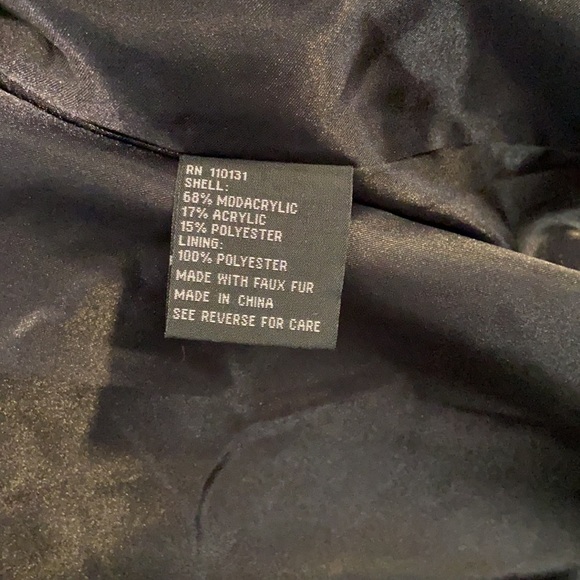 RN 110131
SHELL:
68% MODACRYLIC
17% ACRYLIC
15% POLYESTER
LINING:
100% POLYESTER
MADE WITH FAUX FUR
MADE IN CHINA
SEE REVERSE FOR CARE